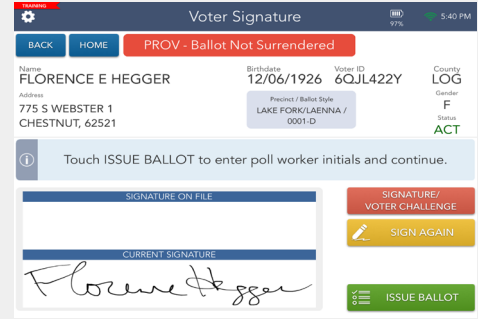 TRAINING
Voter Signature
97%
5:40 PM
BACK
HOME
PROV - Ballot Not Surrendered
Name
FLORENCE E HEGGER
Birthdate
12/06/1926
Voter ID
6QJL422Y
County
LOG
Address
775 S WEBSTER 1
CHESTNUT, 62521
Precinct / Ballot Style
LAKE FORK/LAENNA /
0001-D
Gender
F
Status
ACT
Touch ISSUE BALLOT to enter poll worker initials and continue.
SIGNATURE ON FILE
CURRENT SIGNATURE
Florence Hegger
SIGNATURE/
VOTER CHALLENGE
SIGN AGAIN
ISSUE BALLOT